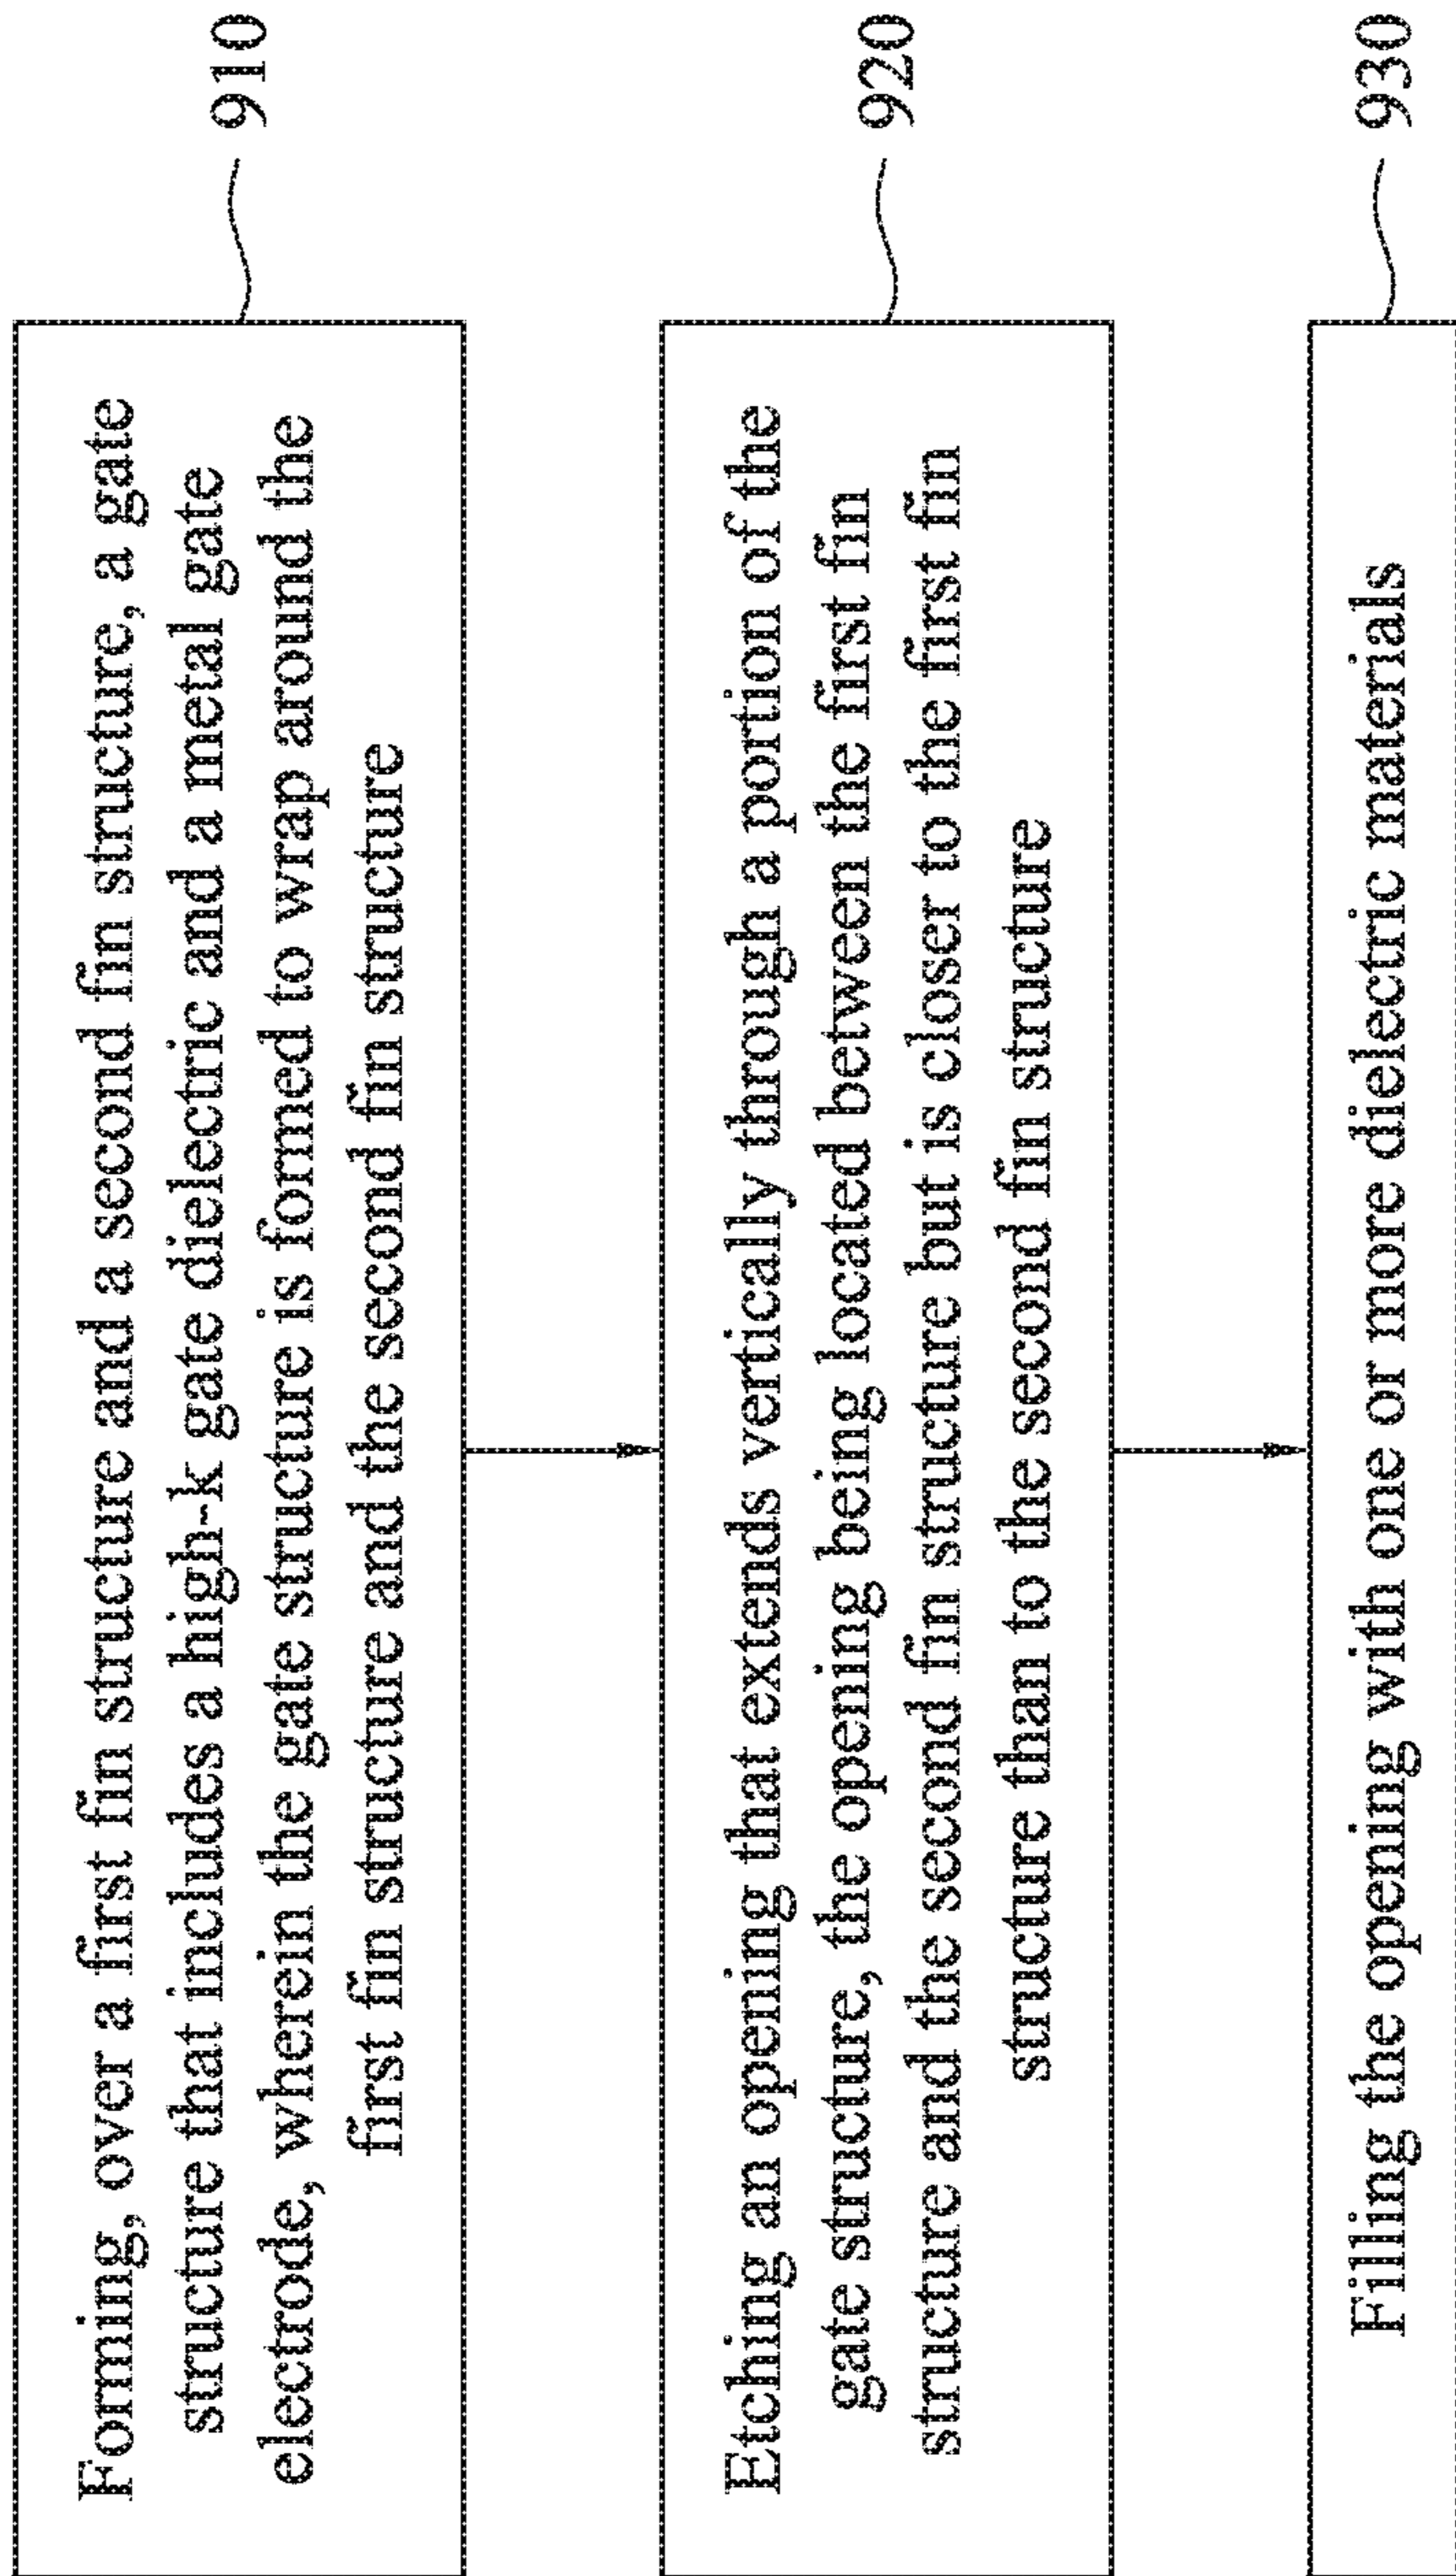 Forming, over a first fin structure and a second fin structure, a gate
structure that includes a high-k gate dielectric and a metal gate
electrode, wherein the gate structure is formed to wrap around the
first fin structure and the second fin structure
910
Etching an opening that extends vertically through a portion of the
gate structure, the opening being located between the first fin
structure and the second fin structure but is closer to the first fin
structure than to the second fin structure
920
Filling the opening with one or more dielectric materials
930